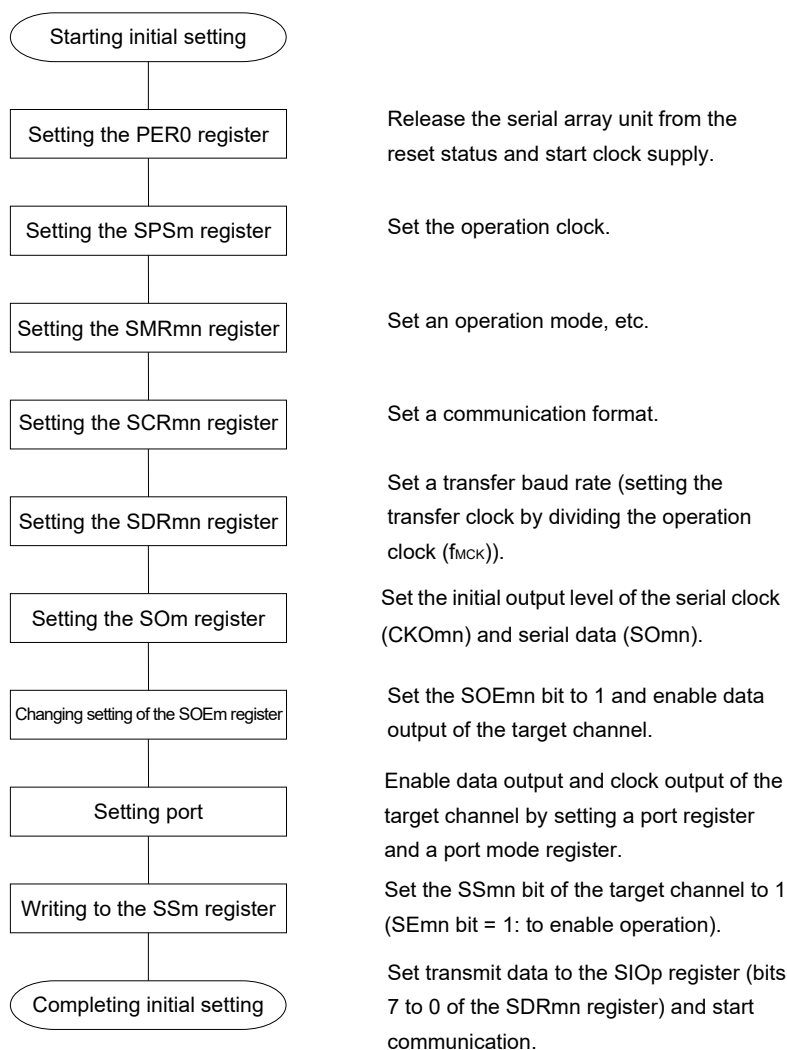 Starting initial setting
Setting the PER0 register
Release the serial array unit from the
reset status and start clock supply.
Setting the SPSm register
Set the operation clock.
Setting the SMRmn register
Set an operation mode, etc.
Setting the SCRmn register
Set a communication format.
Setting the SDRmn register
Set a transfer baud rate (setting the
transfer clock by dividing the operation
clock (fMCK)).
Setting the SOm register
Set the initial output level of the serial clock
(CKOmn) and serial data (SOmn).
Changing setting of the SOEm register
Set the SOEmn bit to 1 and enable data
output of the target channel.
Setting port
Enable data output and clock output of the
target channel by setting a port register
and a port mode register.
Writing to the SSm register
Set the SSmn bit of the target channel to 1
(SEmn bit = 1: to enable operation).
Completing initial setting
Set transmit data to the SIOp register (bits
7 to 0 of the SDRmn register) and start
communication.